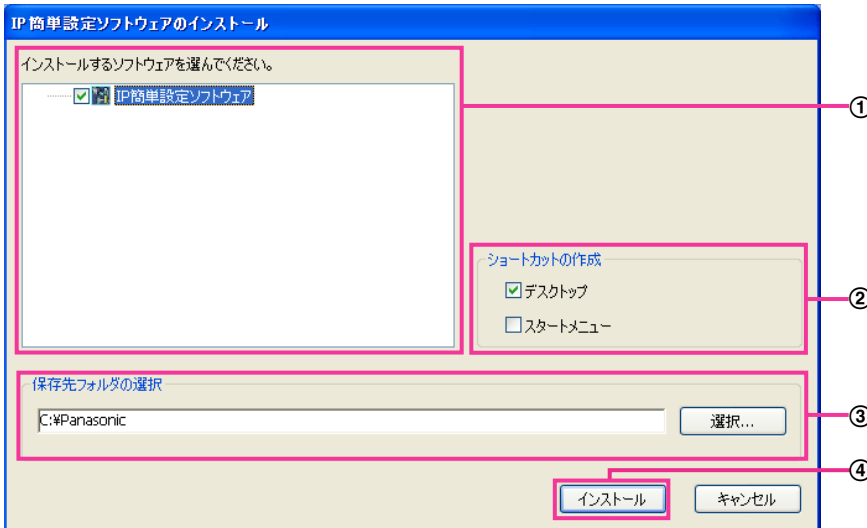 IP簡単設定ソフトウェアのインストール
インストールするソフトウェアを選んでください。
IP簡単設定ソフトウェア
①
ショートカットの作成
デスクトップ
スタートメニュー
②
保存先フォルダの選択
C:¥Panasonic
選択...
③
④
インストール
キャンセル